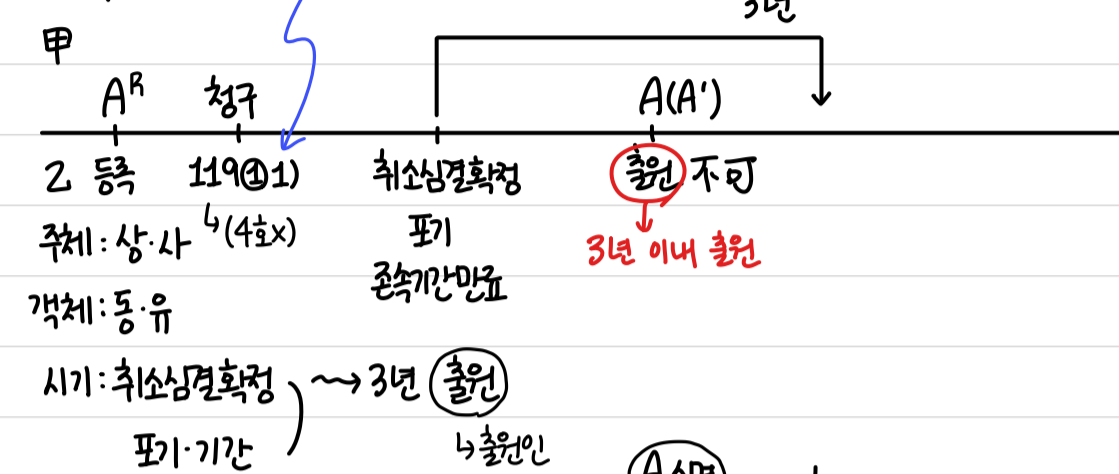 3년
甲
A^R 청구 A(A')
2 등록 119①1) 취소심결확정 출원 不可
주체: 상·사 ↳(4호x) 포기 3년 이내 출원
존속기간만료
객체: 동·유
시기: 취소심결확정 ⇝ 3년 출원
포기·기간 ↳출원인